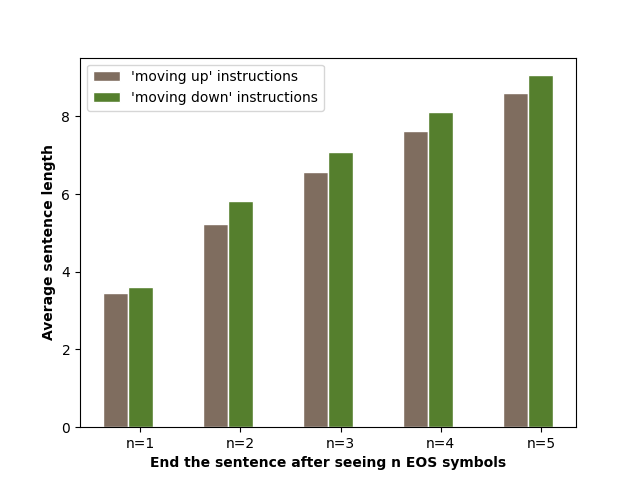 'moving up' instructions
'moving down' instructions
Average sentence length
8
6
4
2
0
n=1 n=2 n=3 n=4 n=5
End the sentence after seeing n EOS symbols